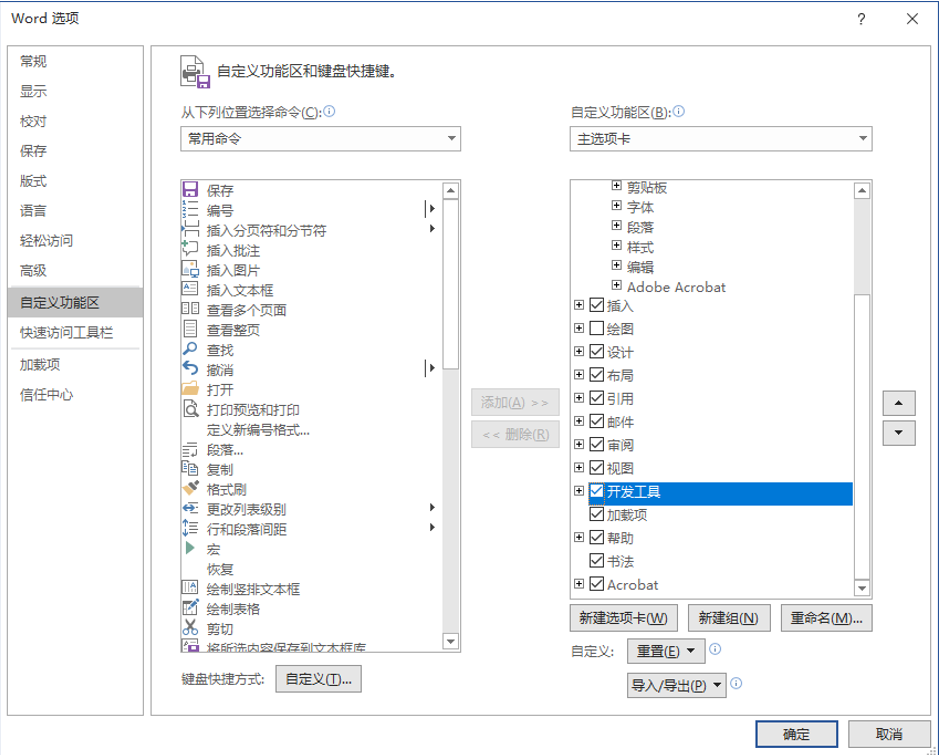 Word 选项
?
常规
显示
校对
保存
版式
语言
轻松访问
高级
自定义功能区
快速访问工具栏
加载项
信任中心
自定义功能区和键盘快捷键。
从下列位置选择命令(C):
常用命令
保存
编号
插入分页符和分节符
插入批注
插入图片
插入文本框
查看多个页面
查看整页
查找
撤消
打开
打印预览和打印
定义新编号格式...
段落...
复制
格式刷
更改列表级别
行和段落间距
宏
恢复
绘制竖排文本框
绘制表格
剪切
将所选内容保存到文本框库
键盘快捷方式: 自定义(T)...
添加(A) >>
<< 删除(R)
自定义功能区(B):
主选项卡
剪贴板
字体
段落
样式
编辑
Adobe Acrobat
插入
绘图
设计
布局
引用
邮件
审阅
视图
开发工具
加载项
帮助
书法
Acrobat
新建选项卡(W) 新建组(N) 重命名(M)...
自定义: 重置(E)
导入/导出(P)
确定 取消